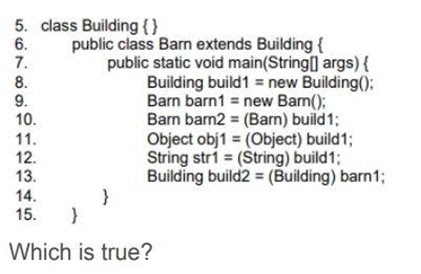 5. class Building { }
6. public class Barn extends Building {
7. public static void main(String[] args) {
8. Building build1 = new Building();
9. Barn barn1 = new Barn();
10. Barn barn2 = (Barn) build1;
11. Object obj1 = (Object) build1;
12. String str1 = (String) build1;
13. Building build2 = (Building) barn1;
14. }
15. }
Which is true?